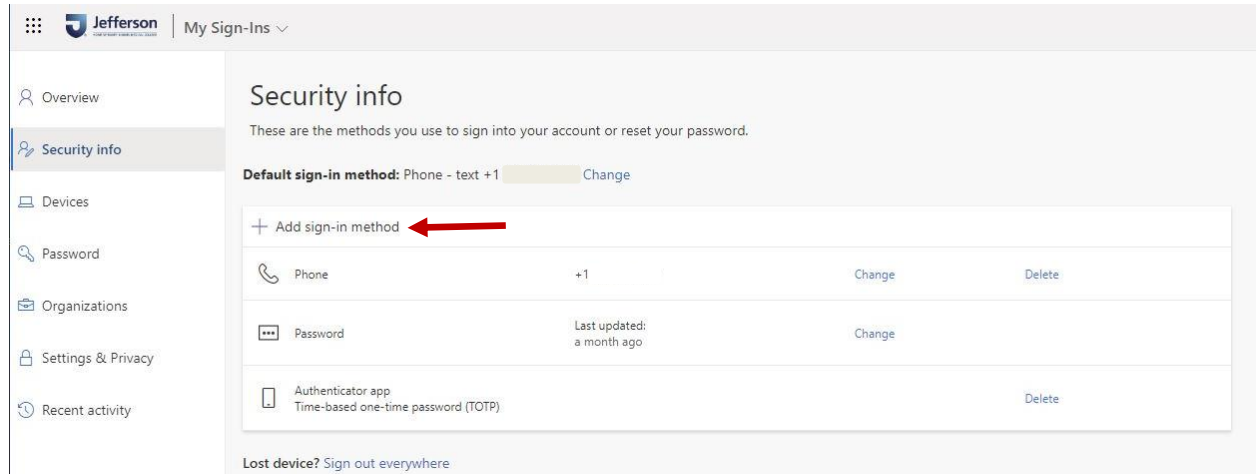 Jefferson
My Sign-Ins
Overview
Security info
Devices
Password
Organizations
Settings & Privacy
Recent activity
Security info
These are the methods you use to sign into your account or reset your password.
Default sign-in method: Phone - text +1 Change
+ Add sign-in method
Phone +1 Change Delete
Password Last updated: a month ago Change
Authenticator app
Time-based one-time password (TOTP) Delete
Lost device? Sign out everywhere